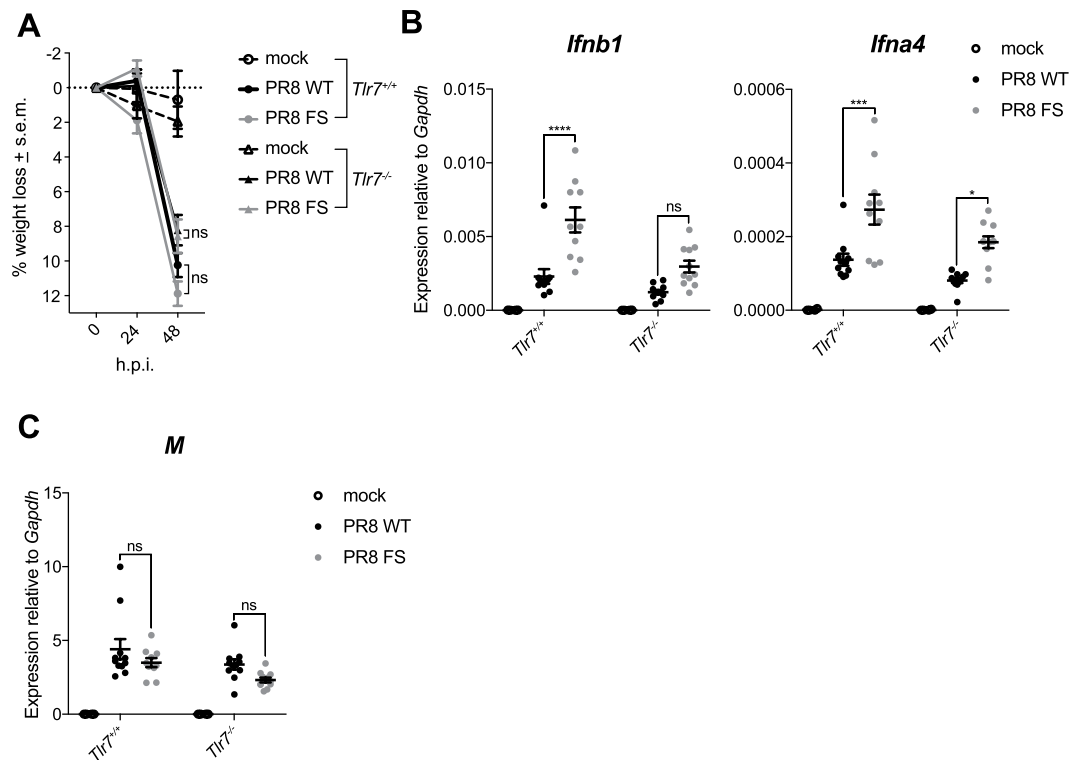 A
% weight loss ± s.e.m.
-2
0
2
4
6
8
10
12
0
24
48
h.p.i.
ns
ns
mock
PR8 WT
PR8 FS
Tlr7+/+
mock
PR8 WT
PR8 FS
Tlr7-/-
B
Ifnb1
Expression relative to Gapdh
0.015
0.010
0.005
0.000
****
ns
Tlr7+/+
Tlr7-/-
Ifna4
0.0006
0.0004
0.0002
0.0000
***
*
Tlr7+/+
Tlr7-/-
mock
PR8 WT
PR8 FS
C
M
Expression relative to Gapdh
15
10
5
0
ns
ns
Tlr7+/+
Tlr7-/-
mock
PR8 WT
PR8 FS